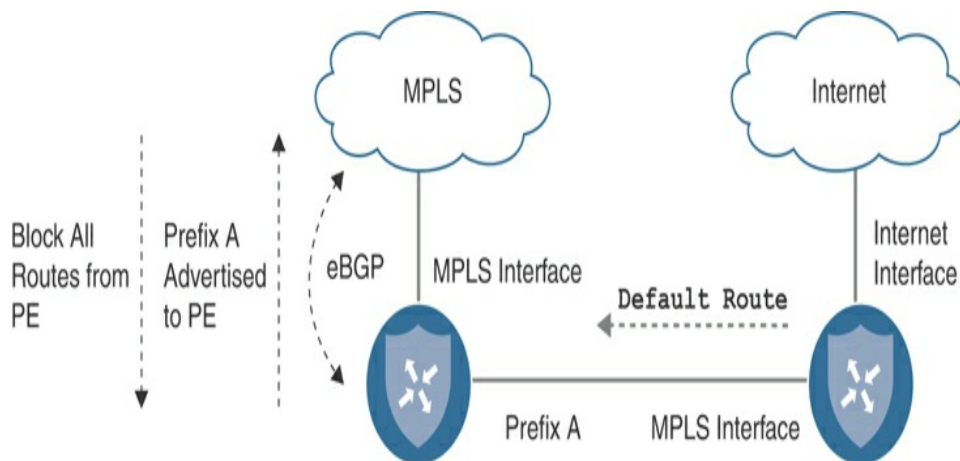 MPLS
Internet
Block All
Routes from
PE
Prefix A
Advertised
to PE
eBGP
MPLS Interface
Internet
Interface
Default Route
Prefix A
MPLS Interface